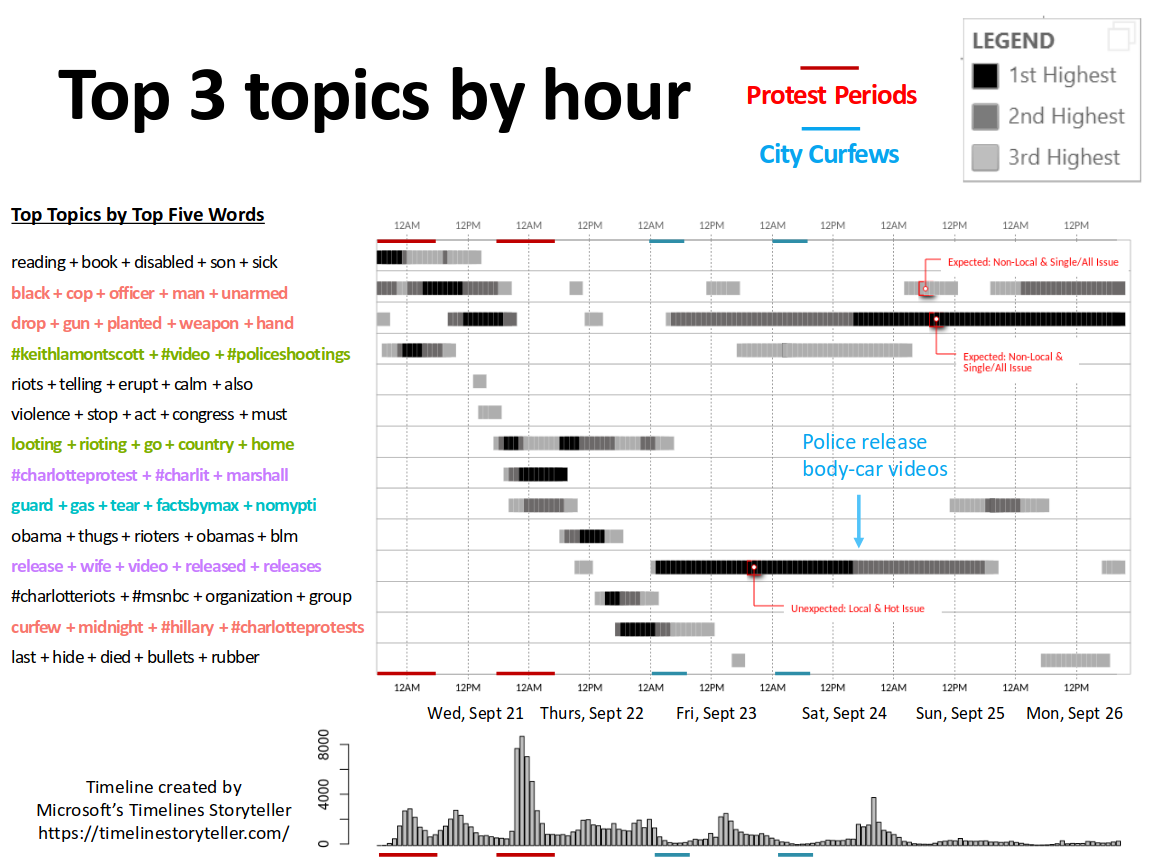 Top 3 topics by hour
Protest Periods
City Curfews
LEGEND
1st Highest
2nd Highest
3rd Highest
Top Topics by Top Five Words
12AM 12PM 12AM 12PM 12AM 12PM 12AM 12PM 12AM 12PM 12AM 12PM
reading + book + disabled + son + sick
Expected: Non-Local & Single/All Issue
black + cop + officer + man + unarmed
drop + gun + planted + weapon + hand
#keithlamontscott + #video + #policeshootings
Expected: Non-Local &
Single/All Issue
riots + telling + erupt + calm + also
violence + stop + act + congress + must
looting + rioting + go + country + home
Police release
body-car videos
#charlotteprotest + #charlit + marshall
guard + gas + tear + factsbymax + nomypti
obama + thugs + rioters + obamas + blm
release + wife + video + released + releases
#charlotteriots + #msnbc + organization + group
Unexpected: Local & Hot Issue
curfew + midnight + #hillary + #charlotteprotests
last + hide + died + bullets + rubber
12AM 12PM 12AM 12PM 12AM 12PM 12AM 12PM 12AM 12PM 12AM 12PM
Wed, Sept 21 Thurs, Sept 22 Fri, Sept 23 Sat, Sept 24 Sun, Sept 25 Mon, Sept 26
8000
4000
0
Timeline created by
Microsoft's Timelines Storyteller
https://timelinestoryteller.com/